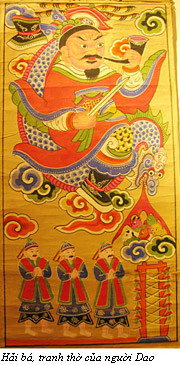 Hải bá, tranh thờ của người Dao